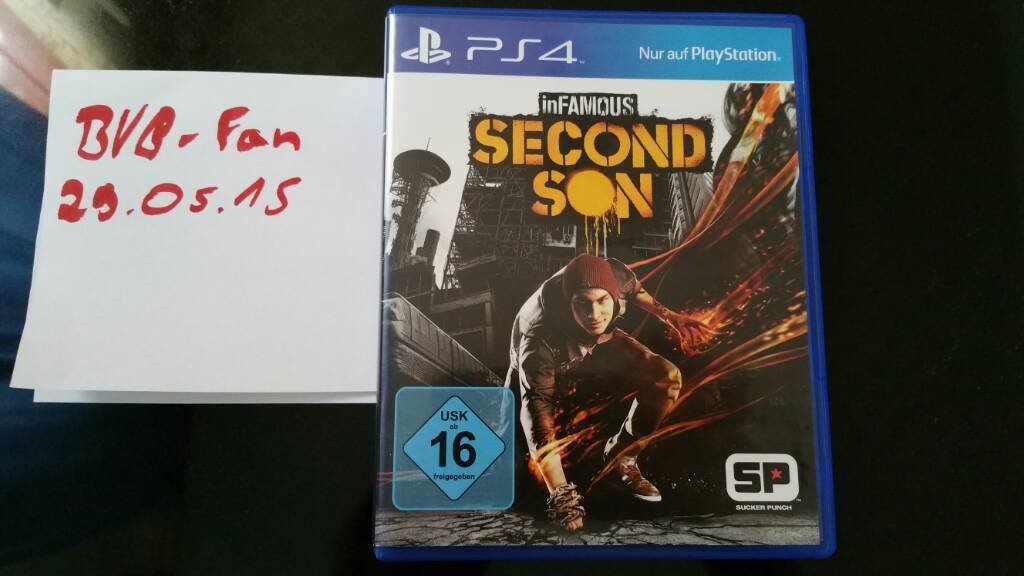 BVB-Fan
29.05.15
PS4
Nur auf PlayStation
inFAMOUS
SECOND
SON
USK
ab
16
freigegeben
SP
SUCKER PUNCH